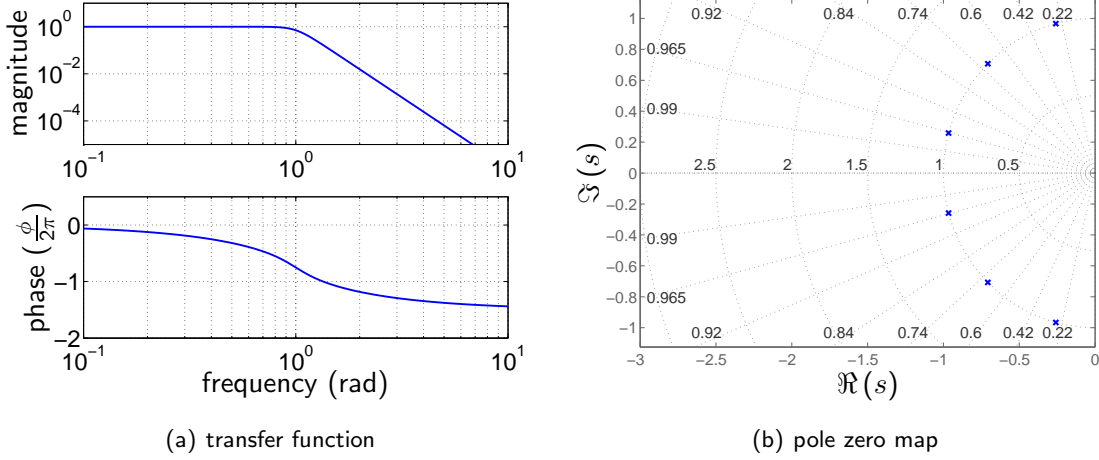 magnitude
10^0
10^-2
10^-4
10^-1 10^0 10^1
phase (φ/2π)
0
−1
−2
10^-1 10^0 10^1
frequency (rad)
(a) transfer function
ℑ(s)
0.92 0.84 0.74 0.6 0.42 0.22
1
0.8
0.965
0.6
0.4
0.99
0.2
2.5 2 1.5 1 0.5
0
−0.2
−0.4
0.99
−0.6
−0.8
0.965
−1
0.92 0.84 0.74 0.6 0.42 0.22
−3 −2.5 −2 −1.5 −1 −0.5 0
ℜ(s)
(b) pole zero map